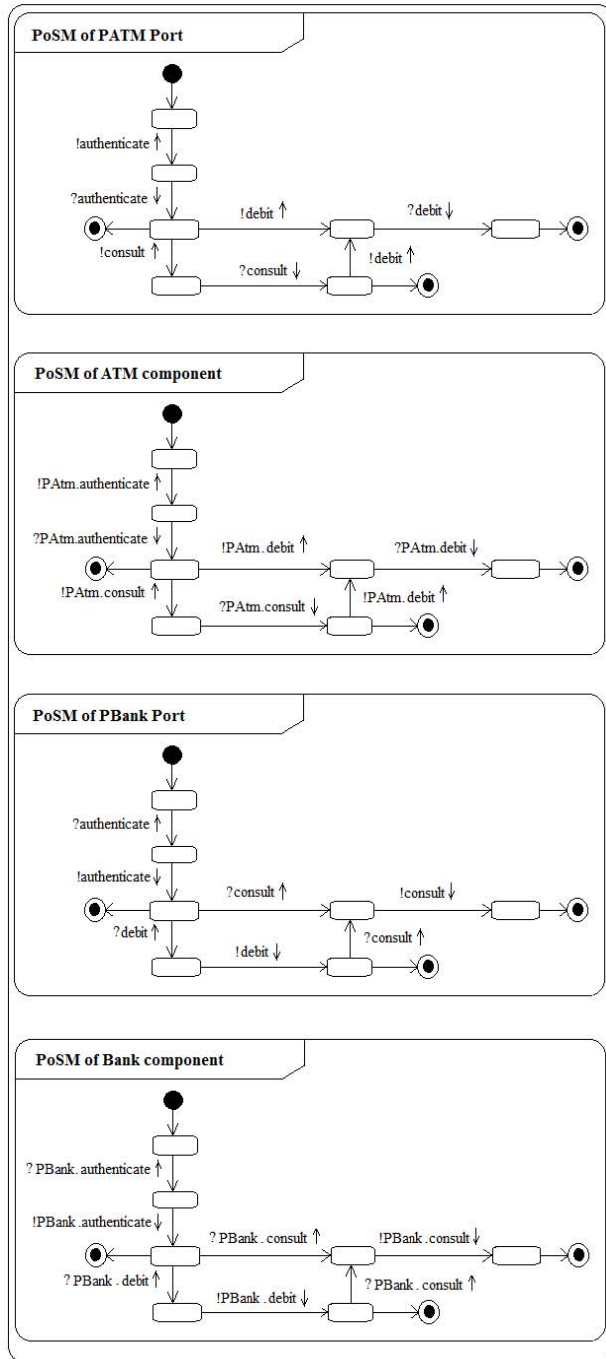 PoSM of PATM Port
!authenticate ↑
?authenticate ↓
!debit ↑ ?debit ↓
!consult ↑
?consult ↓ !debit ↑
PoSM of ATM component
!PAtm.authenticate ↑
?PAtm.authenticate ↓
!PAtm.debit ↑ ?PAtm.debit ↓
!PAtm.consult ↑
?PAtm.consult ↓ !PAtm.debit ↑
PoSM of PBank Port
?authenticate ↑
!authenticate ↓
?consult ↑ !consult ↓
?debit ↑
!debit ↓ ?consult ↑
PoSM of Bank component
? PBank.authenticate ↑
!PBank.authenticate ↓
? PBank.consult ↑ !PBank.consult ↓
? PBank.debit ↑
!PBank.debit ↓ ? PBank.consult ↑